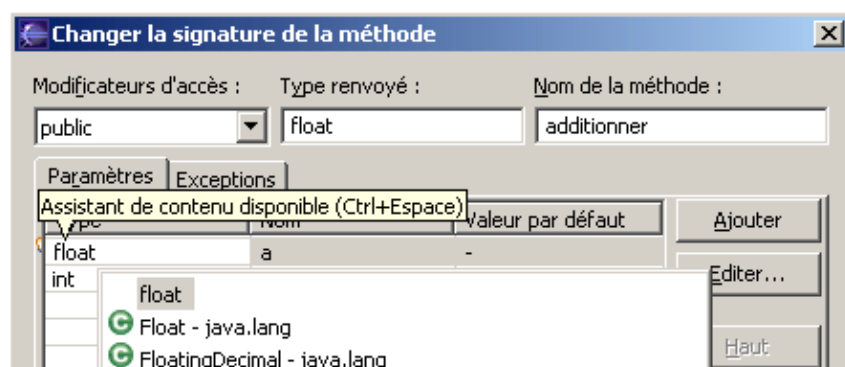 Changer la signature de la méthode
Modificateurs d'accès : Type renvoyé : Nom de la méthode :
public float additionner
Paramètres Exceptions
Assistant de contenu disponible (Ctrl+Espace)
Type Nom Valeur par défaut Ajouter
float a -
int Editer...
float
Float - java.lang
Haut
FloatingDecimal - java.lang